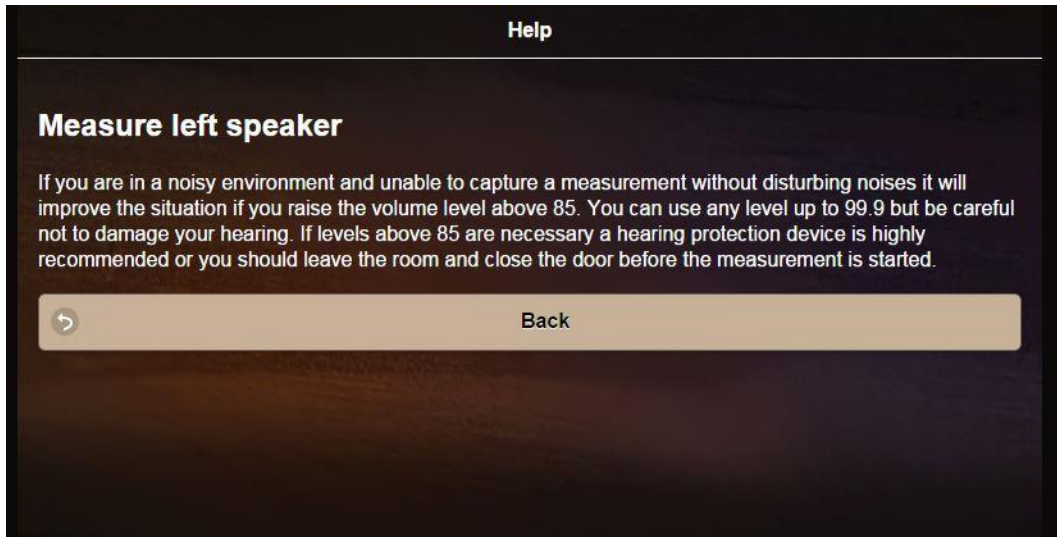 Help
Measure left speaker
If you are in a noisy environment and unable to capture a measurement without disturbing noises it will
improve the situation if you raise the volume level above 85. You can use any level up to 99.9 but be careful
not to damage your hearing. If levels above 85 are necessary a hearing protection device is highly
recommended or you should leave the room and close the door before the measurement is started.
Back